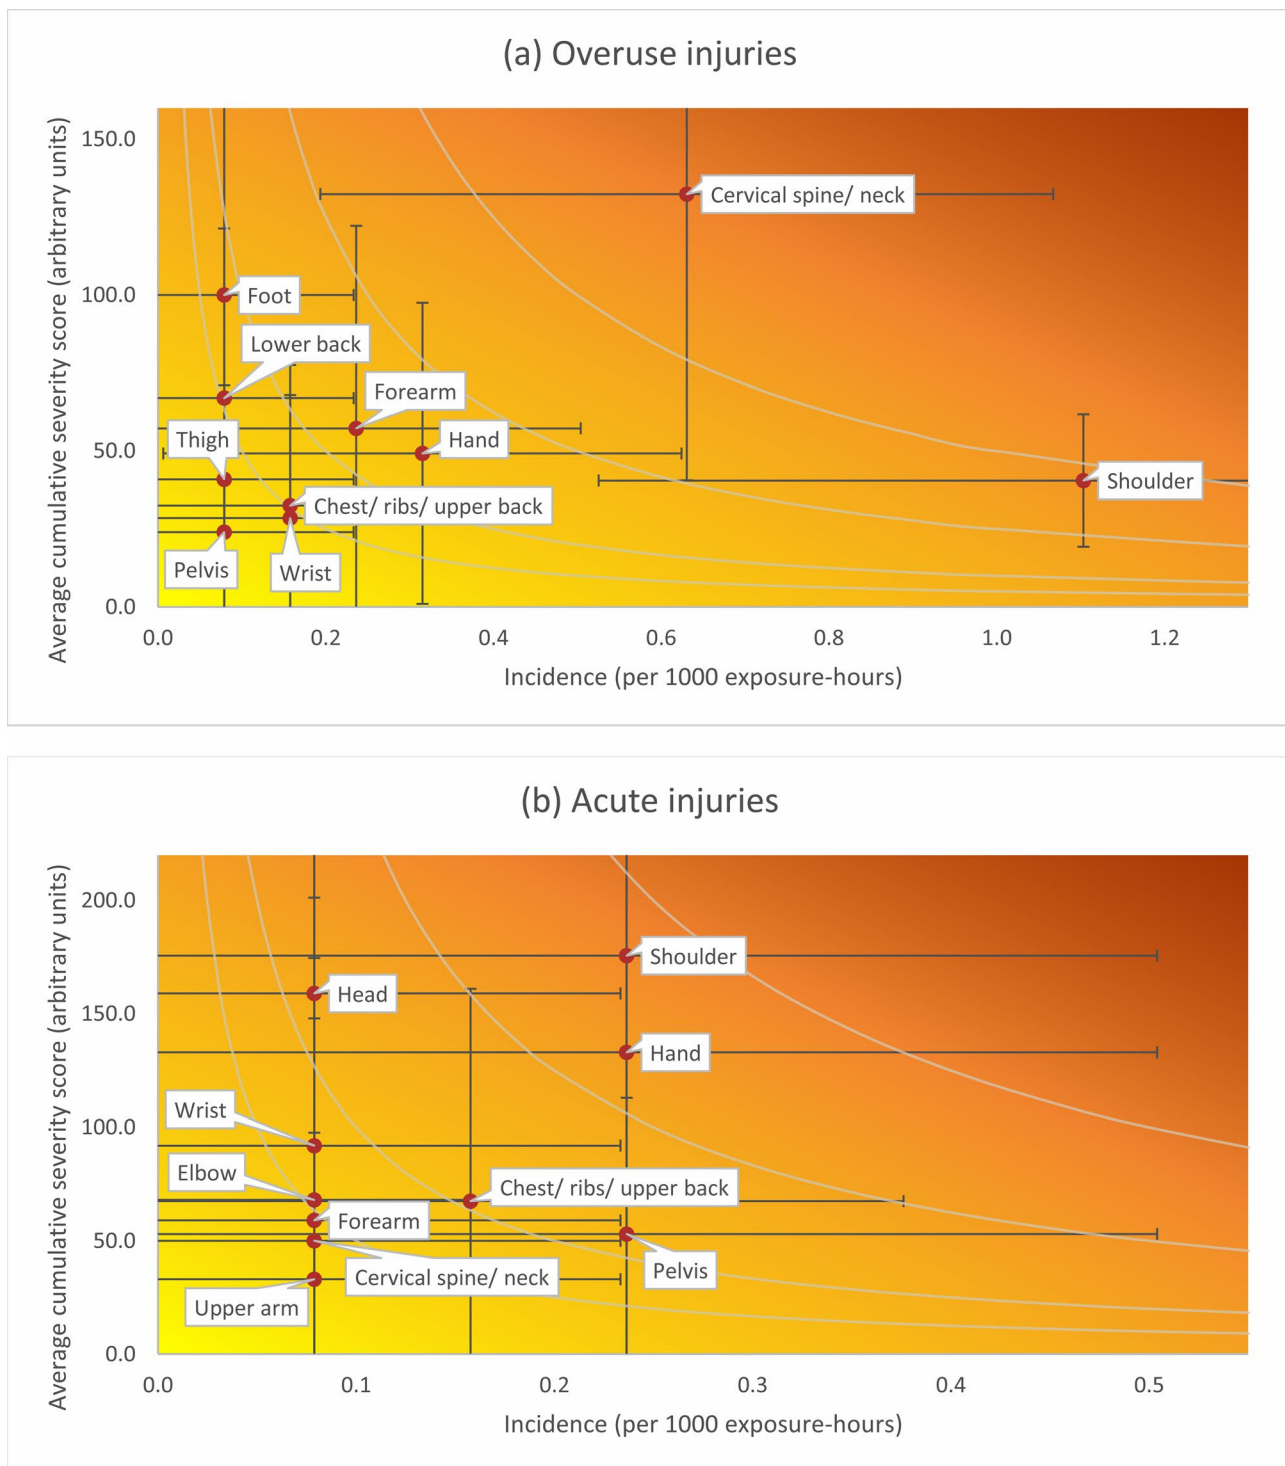 (a) Overuse injuries
Average cumulative severity score (arbitrary units)
150.0
100.0
50.0
0.0
Cervical spine/ neck
Foot
Lower back
Forearm
Thigh
Hand
Shoulder
Chest/ ribs/ upper back
Pelvis
Wrist
0.0 0.2 0.4 0.6 0.8 1.0 1.2
Incidence (per 1000 exposure-hours)
(b) Acute injuries
Average cumulative severity score (arbitrary units)
200.0
150.0
100.0
50.0
0.0
Shoulder
Head
Hand
Wrist
Elbow
Chest/ ribs/ upper back
Forearm
Pelvis
Cervical spine/ neck
Upper arm
0.0 0.1 0.2 0.3 0.4 0.5
Incidence (per 1000 exposure-hours)